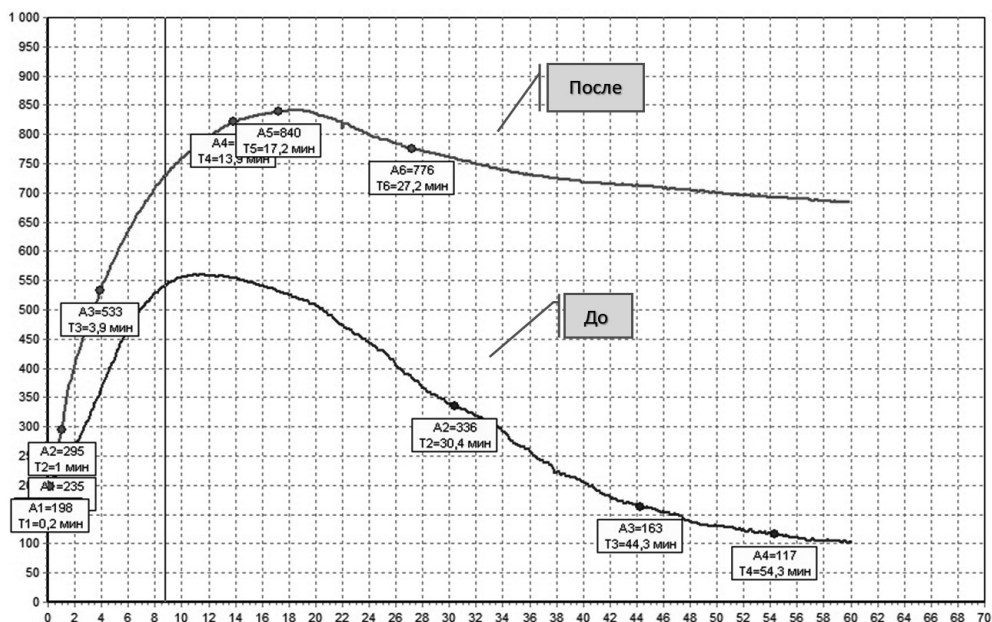 1 000
950
900
850
800
750
700
650
600
550
500
450
400
350
300
100
50
0
0 2 4 6 8 10 12 14 16 18 20 22 24 26 28 30 32 34 36 38 40 42 44 46 48 50 52 54 56 58 60 62 64 66 68 70
После
До
A5=840
T5=17,2 мин
A4=
T4=13,9 мин
A6=776
T6=27,2 мин
A3=533
T3=3,9 мин
A2=295
T2=1 мин
=235
A1=198
T1=0,2 мин
A2=336
T2=30,4 мин
A3=163
T3=44,3 мин
A4=117
T4=54,3 мин